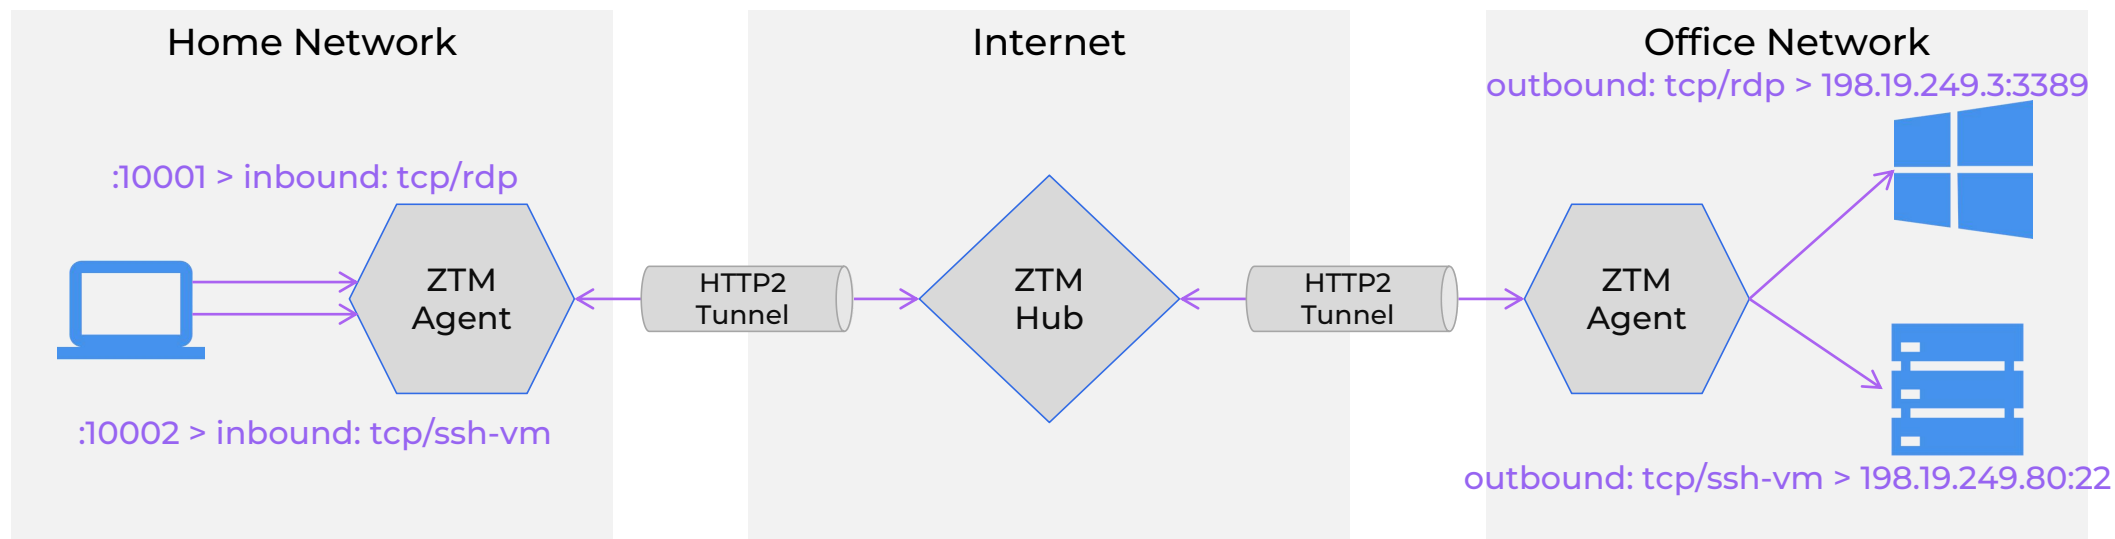 Home Network
:10001 > inbound: tcp/rdp
ZTM
Agent
:10002 > inbound: tcp/ssh-vm
HTTP2
Tunnel
Internet
ZTM
Hub
HTTP2
Tunnel
Office Network
outbound: tcp/rdp > 198.19.249.3:3389
ZTM
Agent
outbound: tcp/ssh-vm > 198.19.249.80:22